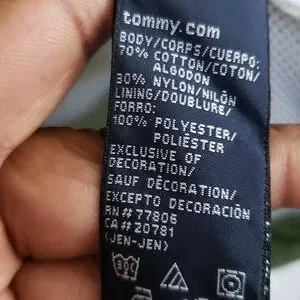 tommy.com
BODY/CORPS/CUERPO:
70% COTTON/COTON/
ALGODON
30% NYLON/NILÓN
LINING/DOUBLURE/
FORRO:
100% POLYESTER/
POLIÉSTER
EXCLUSIVE OF
DECORATION/
SAUF DÉCORATION/
EXCEPTO DECORACIÓN
RN# 77806
CA# 20781
(JEN-JEN)